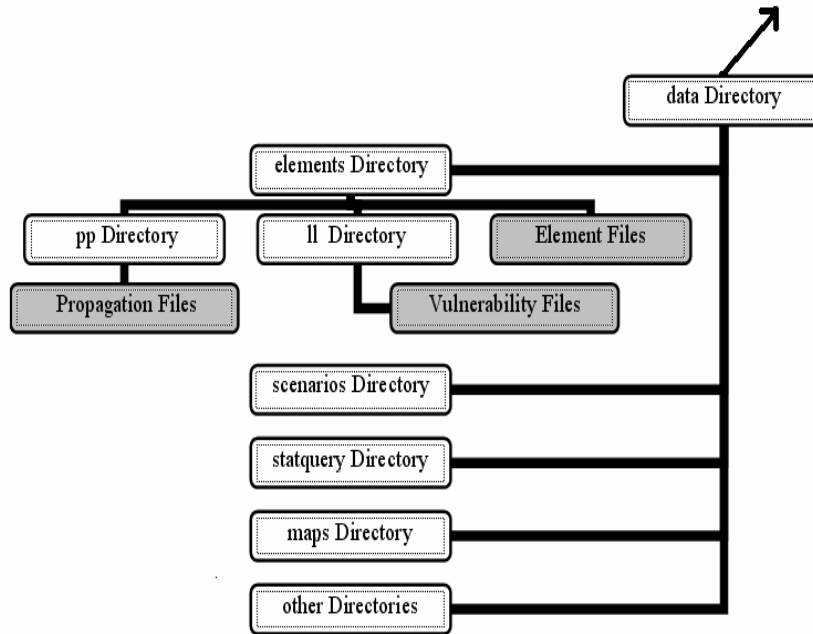 data Directory
elements Directory
pp Directory
ll Directory
Element Files
Propagation Files
Vulnerability Files
scenarios Directory
statquery Directory
maps Directory
other Directories